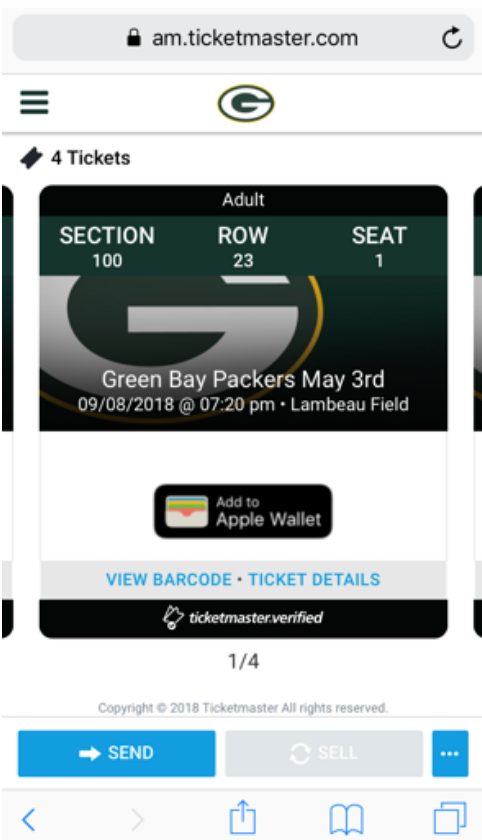 am.ticketmaster.com
G
4 Tickets
Adult
SECTION ROW SEAT
100 23 1
Green Bay Packers May 3rd
09/08/2018 @ 07:20 pm • Lambeau Field
Add to
Apple Wallet
VIEW BARCODE • TICKET DETAILS
ticketmaster.verified
1/4
Copyright © 2018 Ticketmaster All rights reserved.
SEND SELL